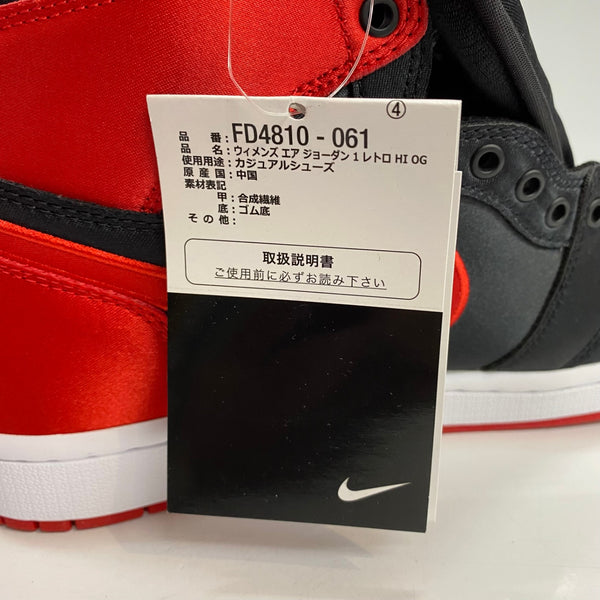 ④
品番：FD4810 - 061
品名：ウィメンズ エア ジョーダン 1 レトロ HI OG
使用用途：カジュアルシューズ
原産国：中国
素材表記
甲：合成繊維
底：ゴム底
その他：
取扱説明書
ご使用前に必ずお読み下さい